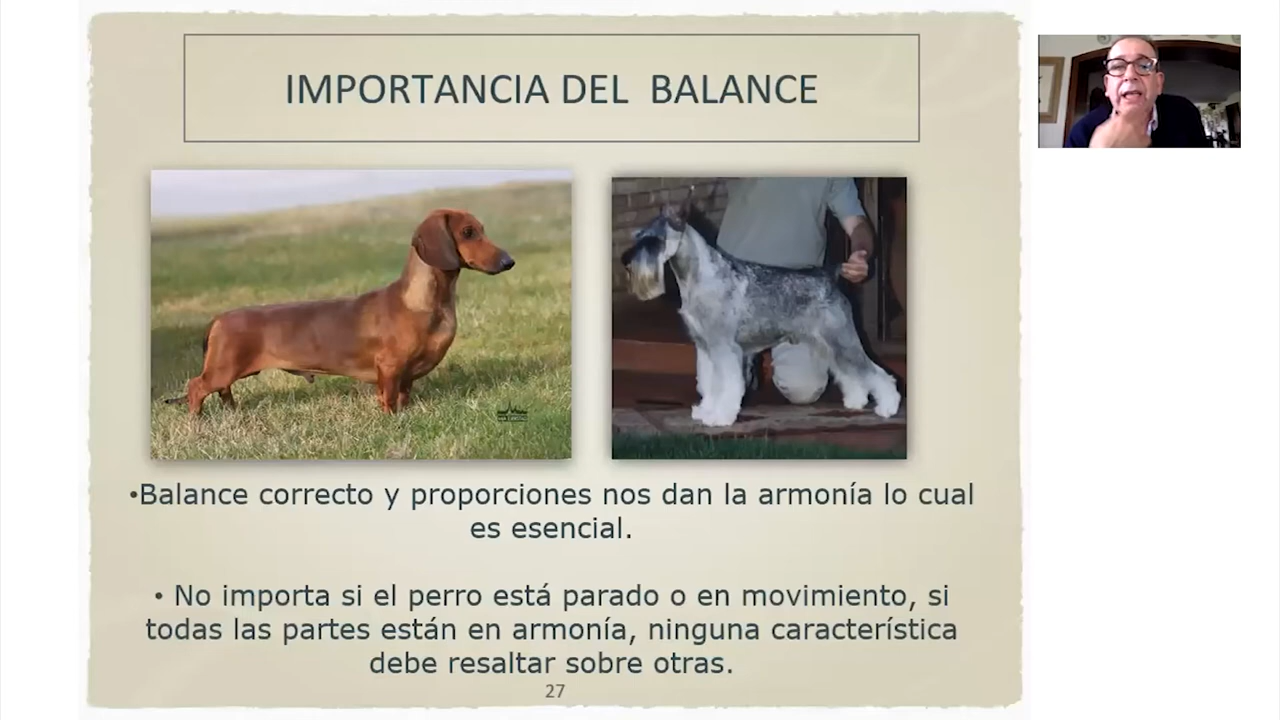 IMPORTANCIA DEL BALANCE
•Balance correcto y proporciones nos dan la armonía lo cual
es esencial.
• No importa si el perro está parado o en movimiento, si
todas las partes están en armonía, ninguna característica
debe resaltar sobre otras.
27